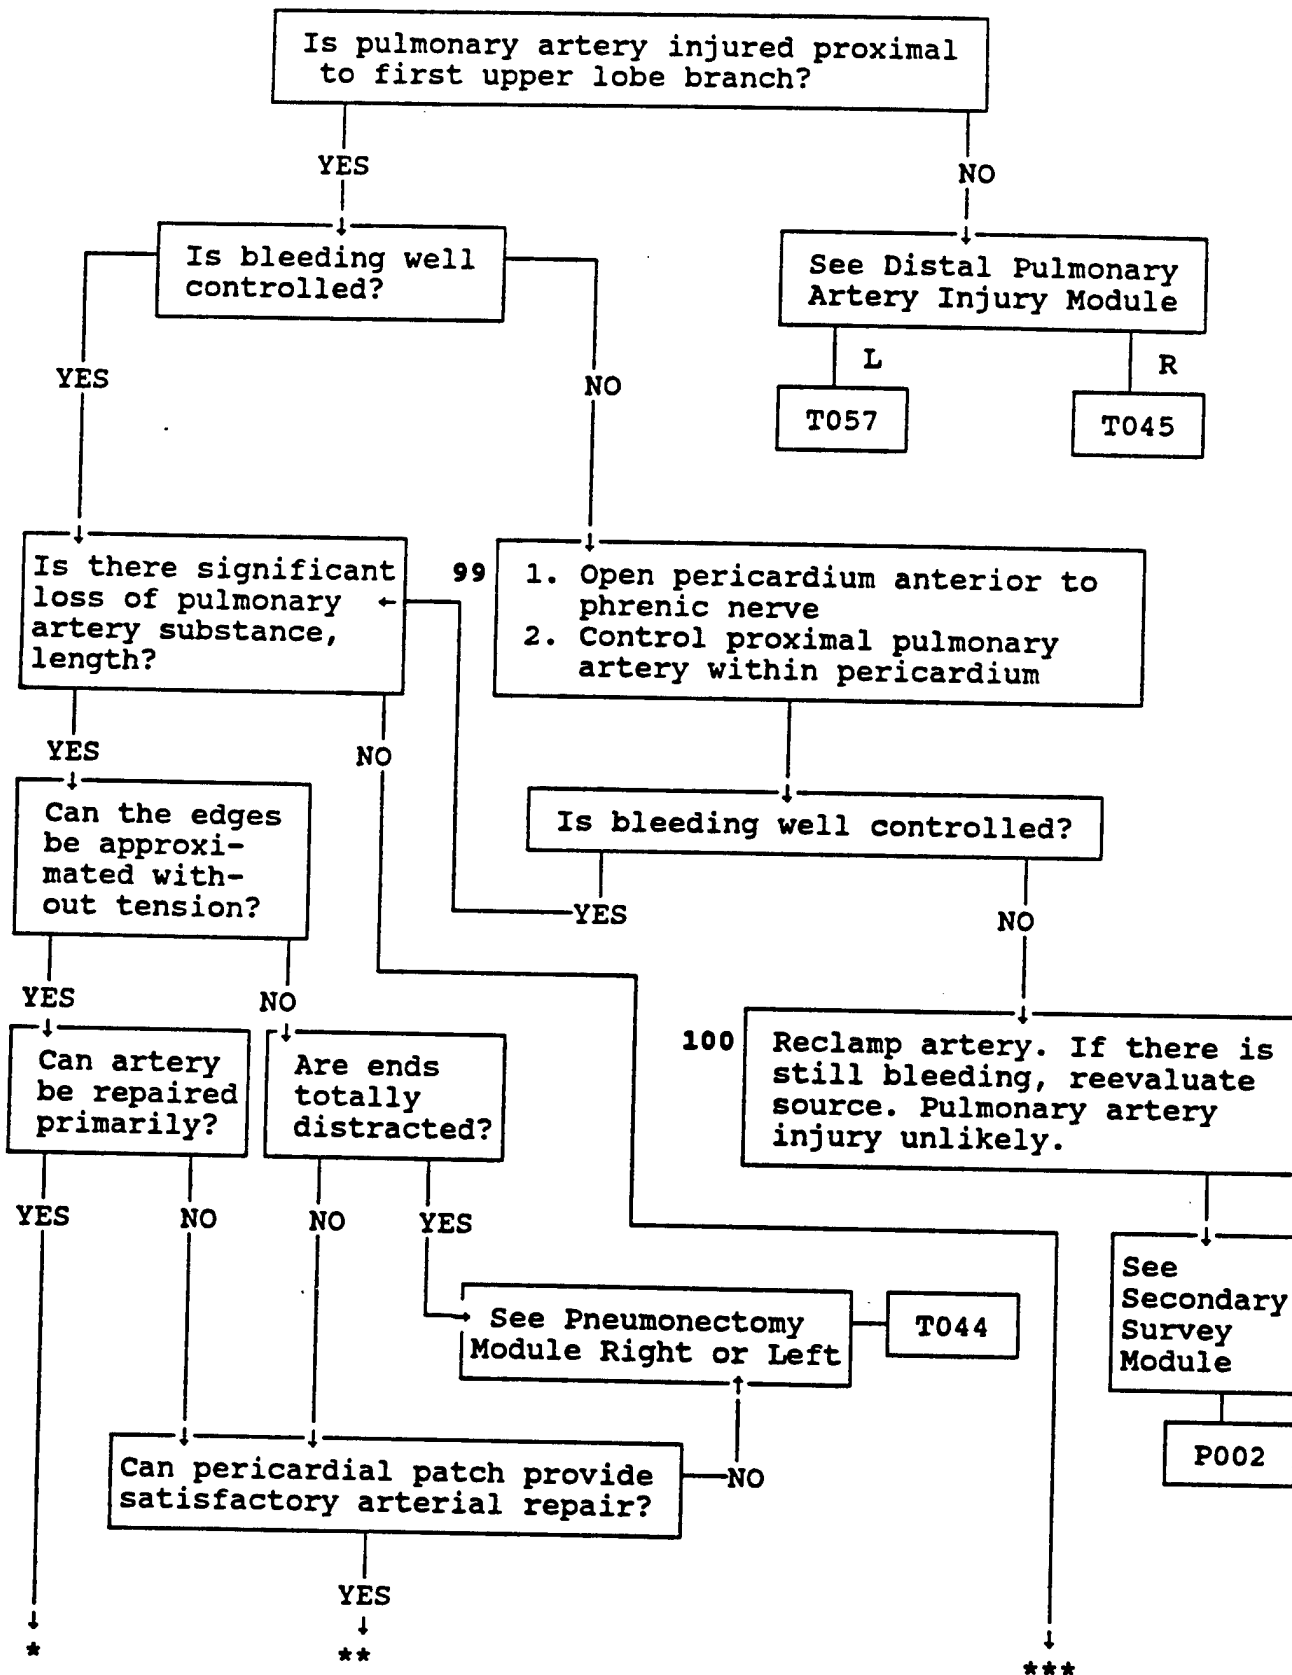 Is pulmonary artery injured proximal
to first upper lobe branch?
YES
NO
Is bleeding well
controlled?
See Distal Pulmonary
Artery Injury Module
YES
NO
L
R
T057
T045
Is there significant
loss of pulmonary
artery substance,
length?
99
1. Open pericardium anterior to
phrenic nerve
2. Control proximal pulmonary
artery within pericardium
YES
NO
Can the edges
be approxi-
mated with-
out tension?
Is bleeding well controlled?
YES
NO
YES
NO
Can artery
be repaired
primarily?
Are ends
totally
distracted?
100
Reclamp artery. If there is
still bleeding, reevaluate
source. Pulmonary artery
injury unlikely.
YES
NO
NO
YES
See Pneumonectomy
Module Right or Left
T044
See
Secondary
Survey
Module
P002
Can pericardial patch provide
satisfactory arterial repair?
NO
YES
*
**
***